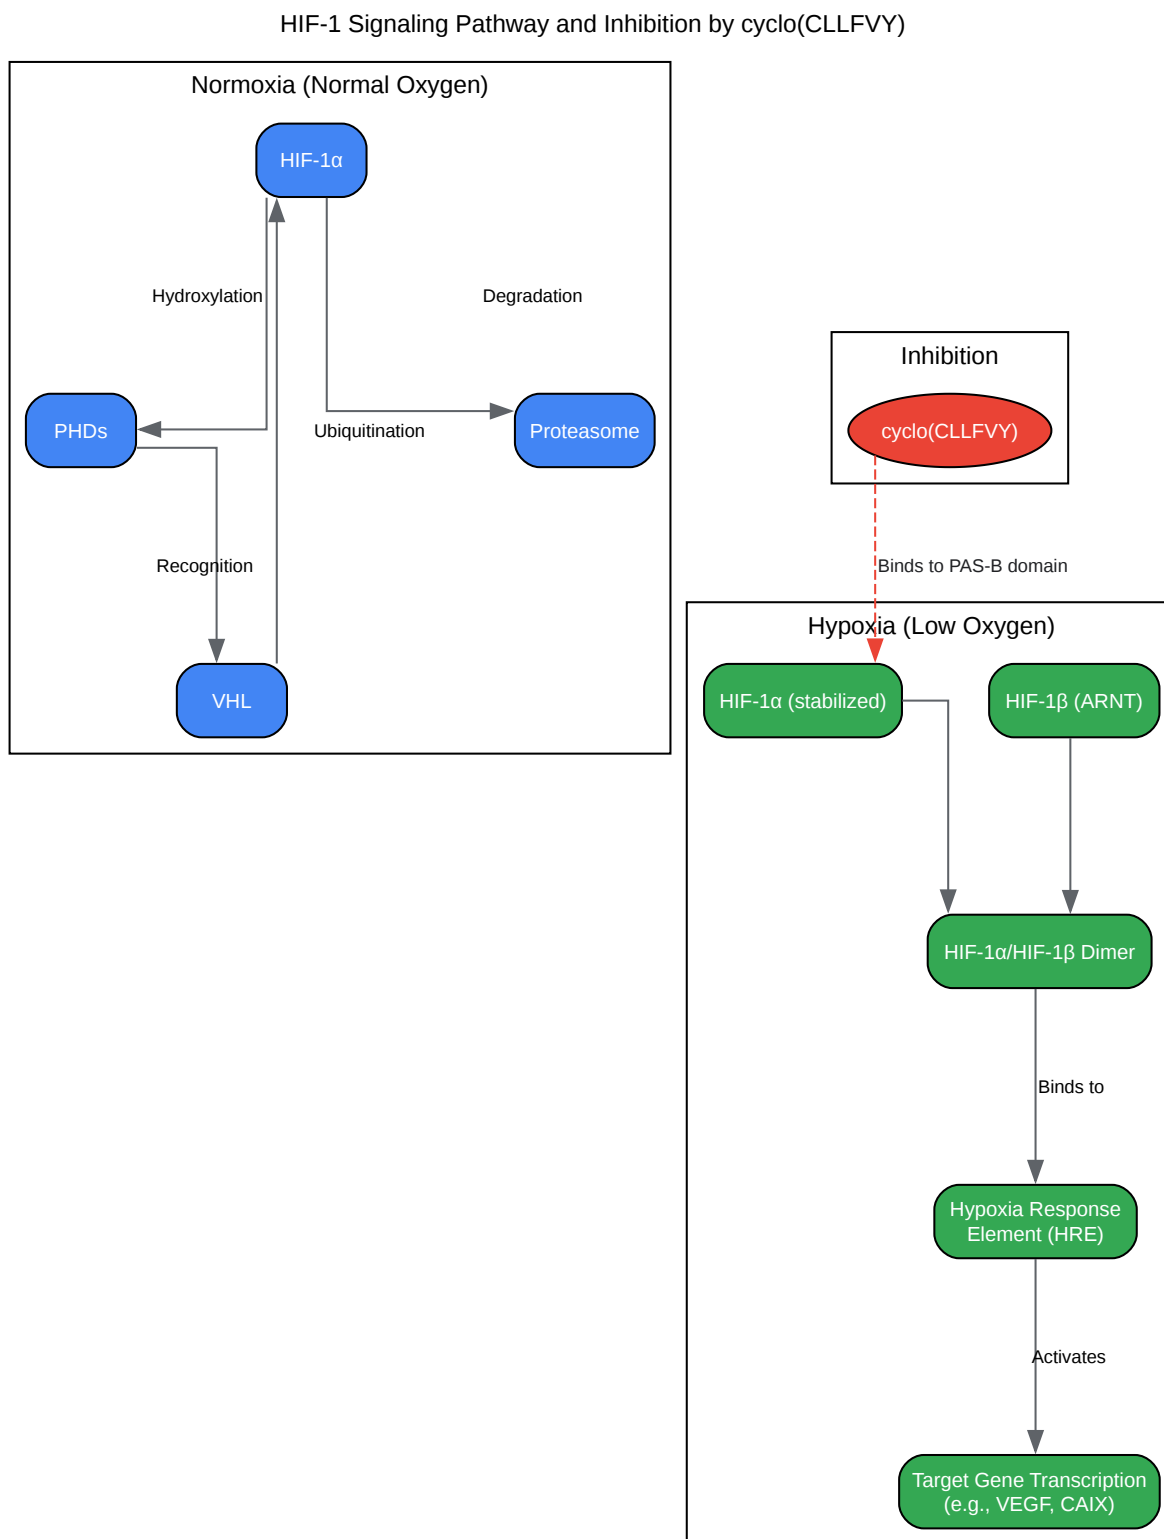 HIF-1 Signaling Pathway and Inhibition by cyclo(CLLFVY)
Normoxia (Normal Oxygen)
HIF-1α
Hydroxylation
Degradation
PHDs
Ubiquitination
Proteasome
Recognition
VHL
Inhibition
cyclo(CLLFVY)
Binds to PAS-B domain
Hypoxia (Low Oxygen)
HIF-1α (stabilized)
HIF-1β (ARNT)
HIF-1α/HIF-1β Dimer
Binds to
Hypoxia Response
Element (HRE)
Activates
Target Gene Transcription
(e.g., VEGF, CAIX)